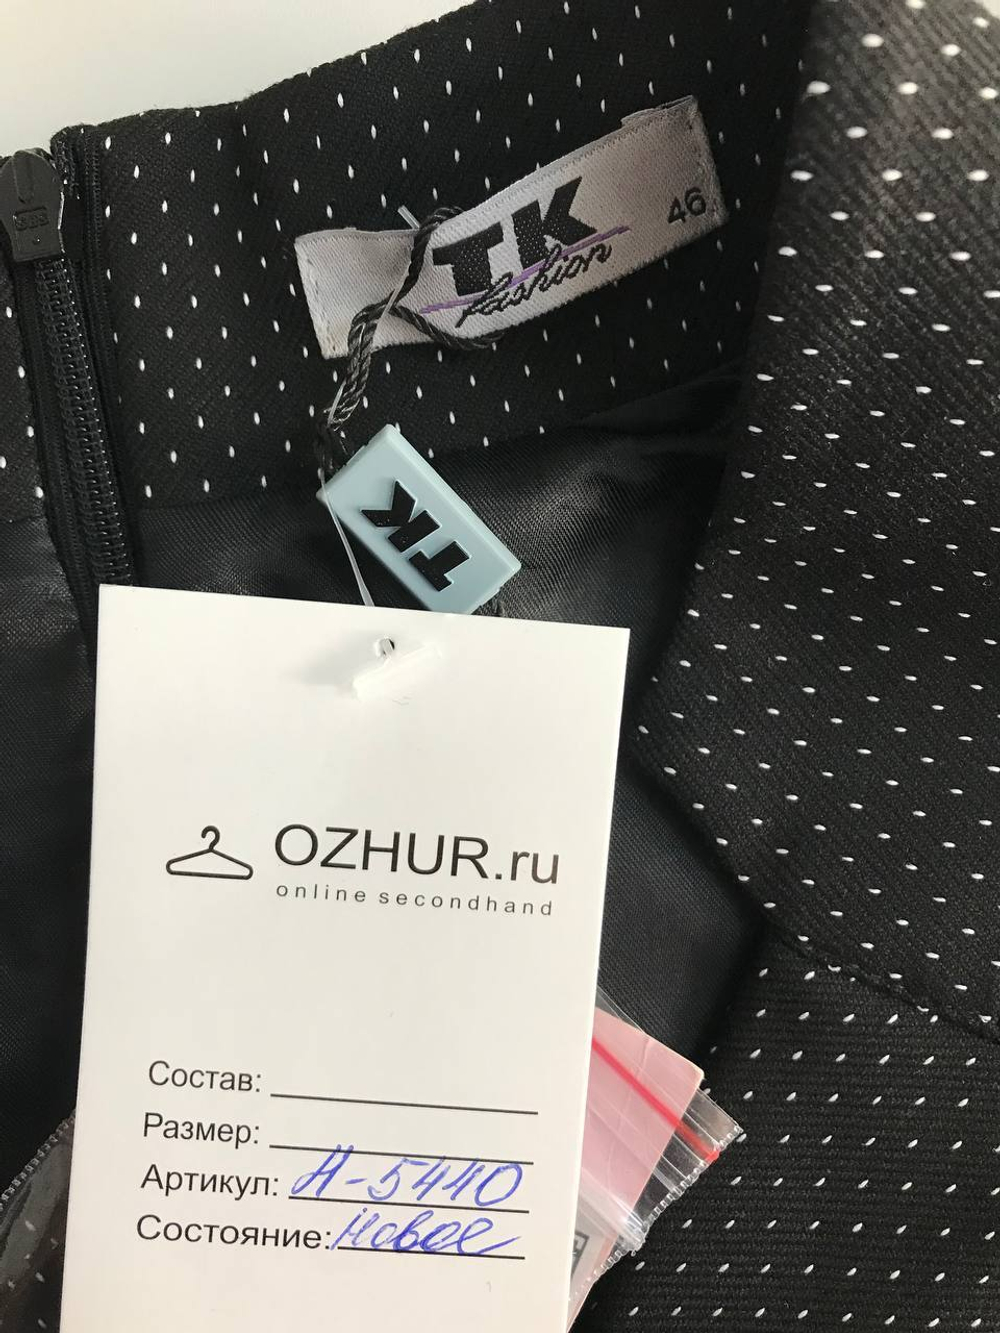 TK 46
fashion
TK
OZHUR.ru
online secondhand
Состав:
Размер:
Артикул: Н-5440
Состояние: Новое